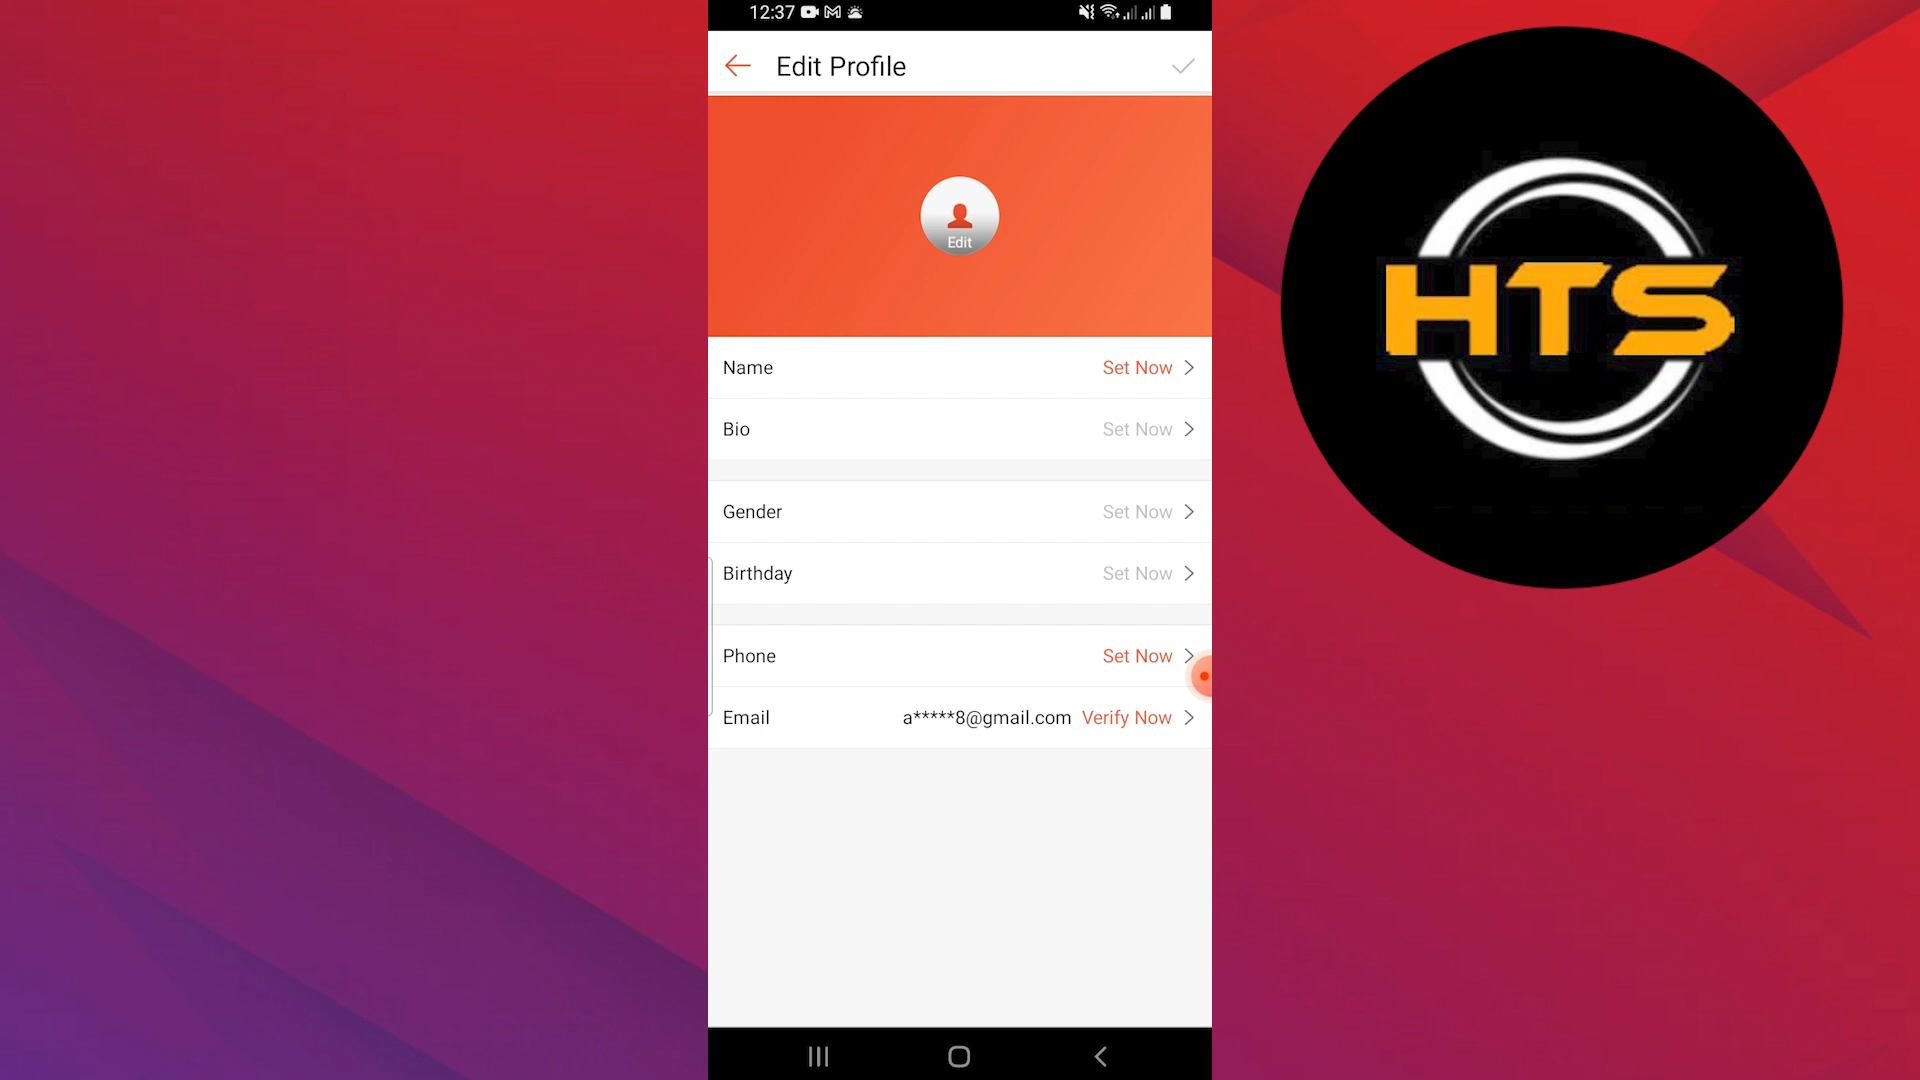 12:37
Edit Profile
Edit
Name Set Now
Bio Set Now
Gender Set Now
Birthday Set Now
Phone Set Now
Email a*****8@gmail.com Verify Now
HTS